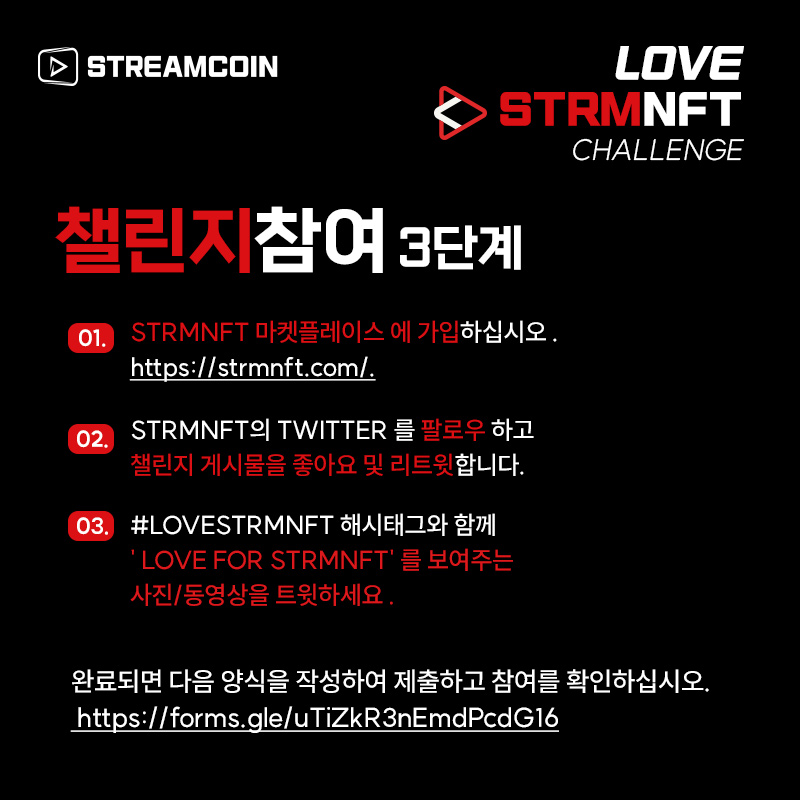 STREAMCOIN
LOVE
STRMNFT
CHALLENGE
챌린지참여 3단계
01. STRMNFT 마켓플레이스 에 가입하십시오 .
https://strmnft.com/.
02. STRMNFT의 TWITTER 를 팔로우 하고
챌린지 게시물을 좋아요 및 리트윗합니다.
03. #LOVESTRMNFT 해시태그와 함께
' LOVE FOR STRMNFT' 를 보여주는
사진/동영상을 트윗하세요 .
완료되면 다음 양식을 작성하여 제출하고 참여를 확인하십시오.
https://forms.gle/uTiZkR3nEmdPcdG16